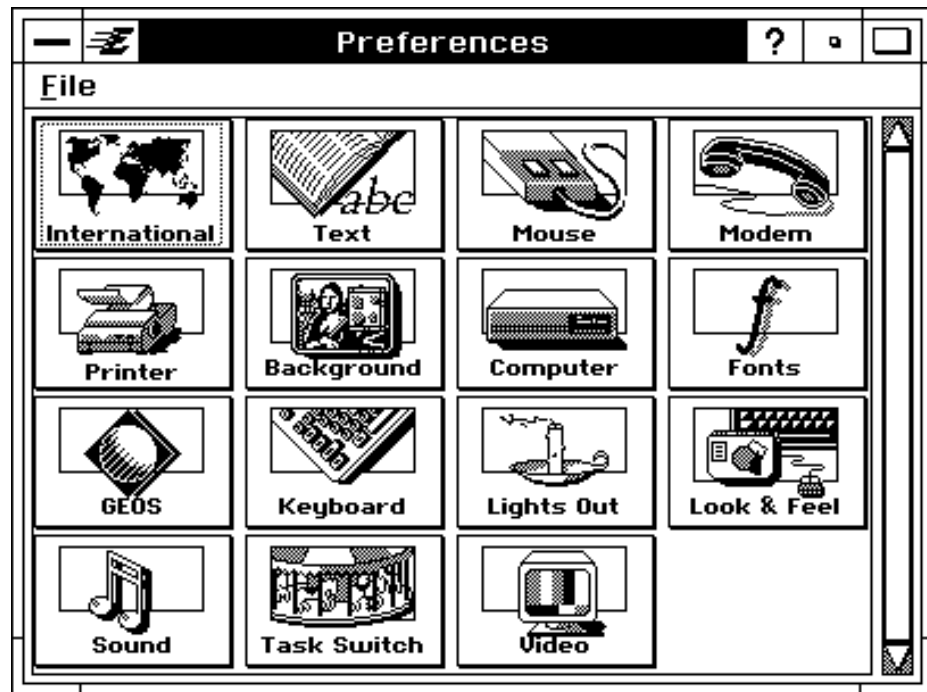 E Preferences ?
File
International Text abc Mouse Modem
Printer Background Computer Fonts
GEOS Keyboard Lights Out Look & Feel
Sound Task Switch Video